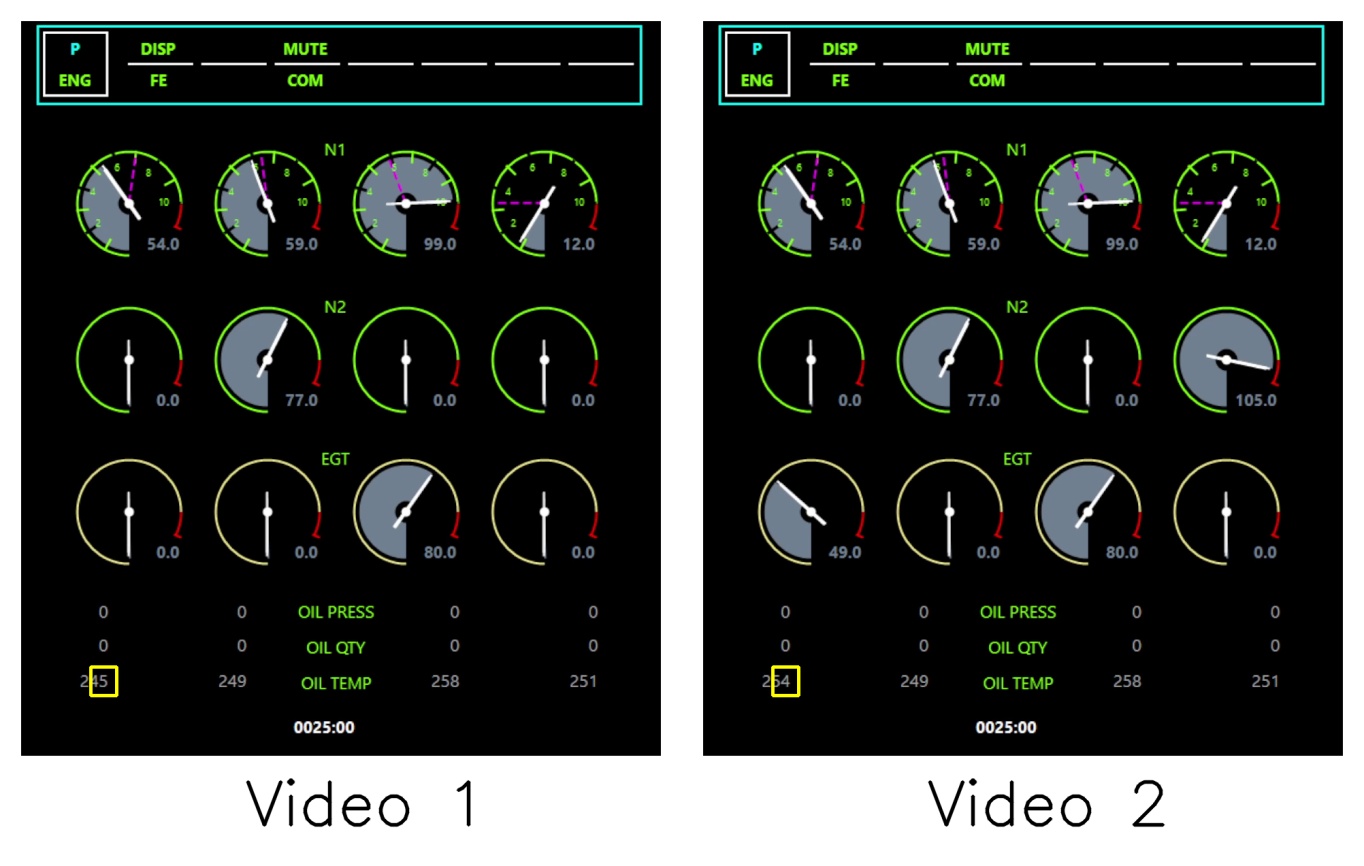 P DISP MUTE
ENG FE COM
P DISP MUTE
ENG FE COM
N1
2 4 6 8 10 54.0
2 4 6 8 10 59.0
2 4 6 8 10 99.0
2 4 6 8 10 12.0
N1
2 4 6 8 10 54.0
2 4 6 8 10 59.0
2 4 6 8 10 99.0
2 4 6 8 10 12.0
N2
0.0 77.0 0.0 0.0
N2
0.0 77.0 0.0 105.0
EGT
0.0 0.0 80.0 0.0
EGT
49.0 0.0 80.0 0.0
0 0 OIL PRESS 0 0
0 0 OIL QTY 0 0
245 249 OIL TEMP 258 251
0025:00
0 0 OIL PRESS 0 0
0 0 OIL QTY 0 0
254 249 OIL TEMP 258 251
0025:00
Video 1
Video 2